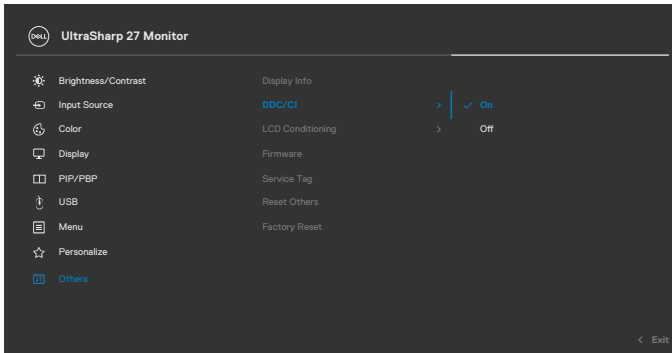 DELL UltraSharp 27 Monitor
Brightness/Contrast Display Info
Input Source DDC/CI > ✓ On
Color LCD Conditioning > Off
Display Firmware
PIP/PBP Service Tag
USB Reset Others
Menu Factory Reset
Personalize
Others
< Exit